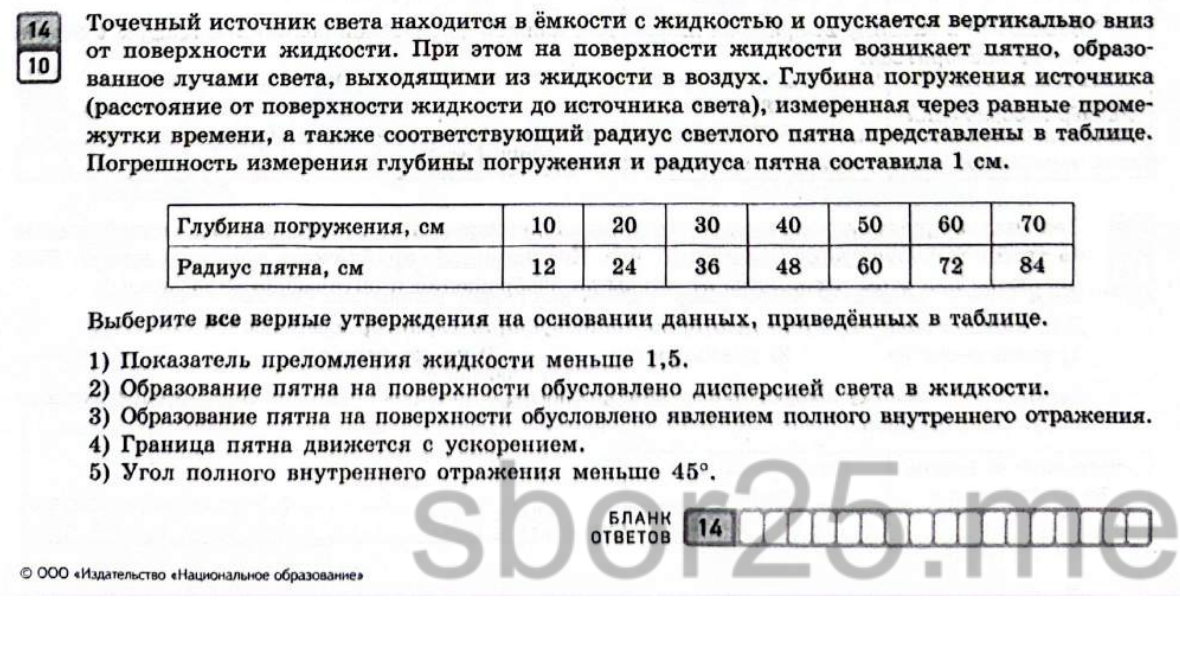 14
10
Точечный источник света находится в ёмкости с жидкостью и опускается вертикально вниз
от поверхности жидкости. При этом на поверхности жидкости возникает пятно, образо-
ванное лучами света, выходящими из жидкости в воздух. Глубина погружения источника
(расстояние от поверхности жидкости до источника света), измеренная через равные проме-
жутки времени, а также соответствующий радиус светлого пятна представлены в таблице.
Погрешность измерения глубины погружения и радиуса пятна составила 1 см.
Глубина погружения, см 10 20 30 40 50 60 70
Радиус пятна, см 12 24 36 48 60 72 84
Выберите все верные утверждения на основании данных, приведённых в таблице.
1) Показатель преломления жидкости меньше 1,5.
2) Образование пятна на поверхности обусловлено дисперсией света в жидкости.
3) Образование пятна на поверхности обусловлено явлением полного внутреннего отражения.
4) Граница пятна движется с ускорением.
5) Угол полного внутреннего отражения меньше 45°.
sbor25.me
БЛАНК
ОТВЕТОВ 14
© ООО «Издательство «Национальное образование»